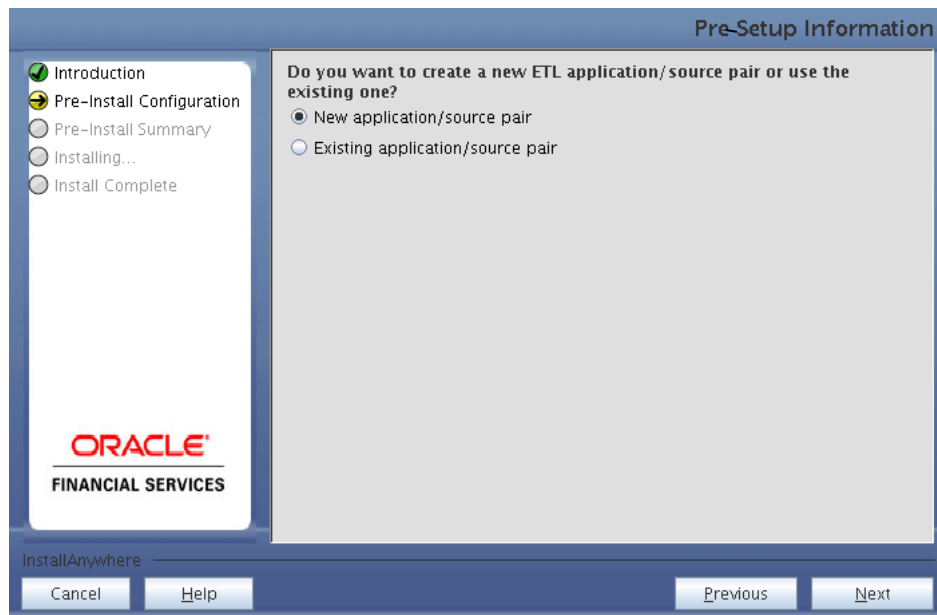 Pre-Setup Information
Introduction
Pre-Install Configuration
Pre-Install Summary
Installing...
Install Complete
ORACLE'
FINANCIAL SERVICES
Do you want to create a new ETL application/source pair or use the
existing one?
New application/source pair
Existing application/source pair
InstallAnywhere
Cancel
Help
Previous
Next